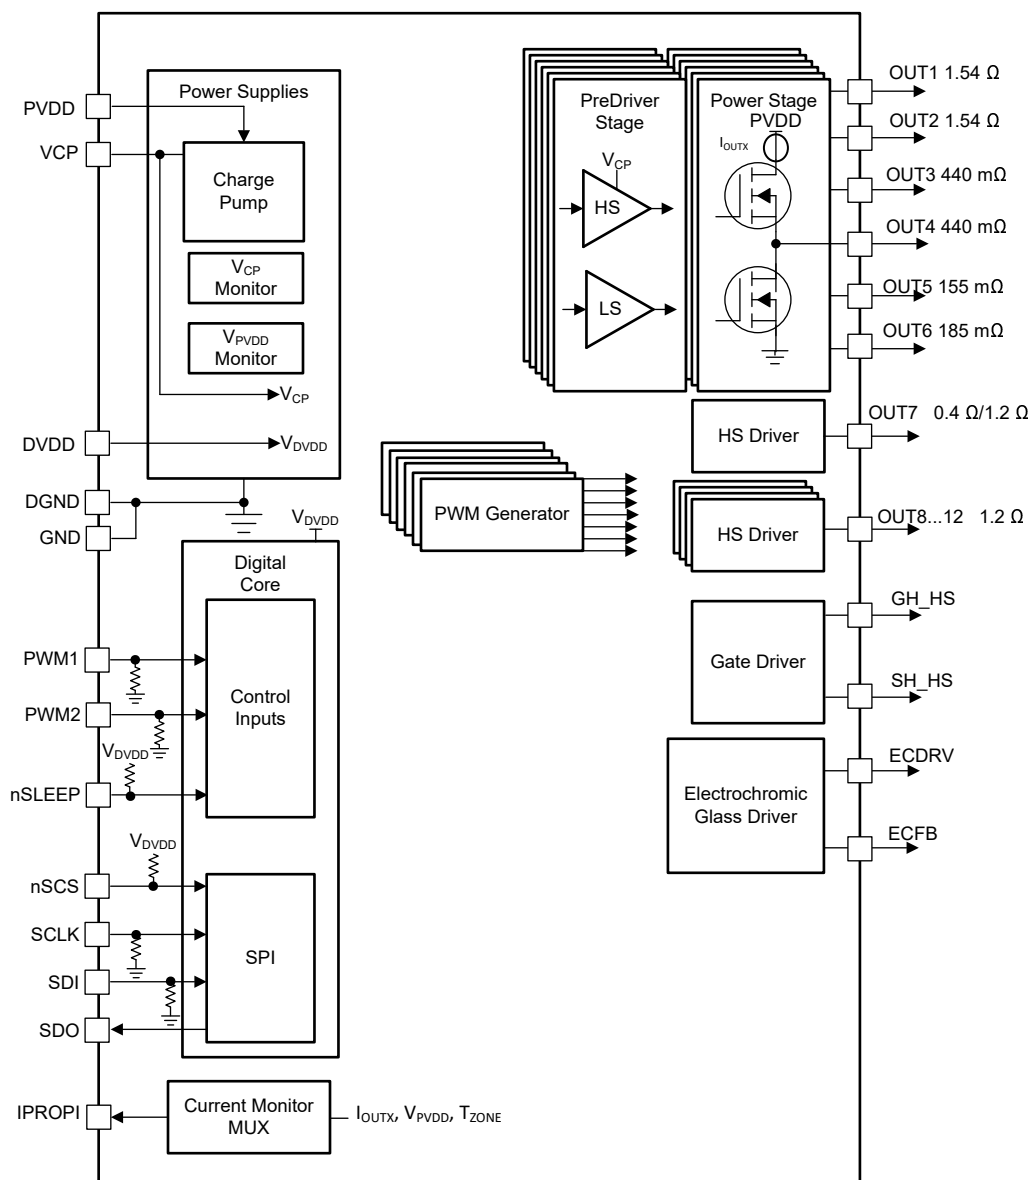 Power Supplies
PVDD
VCP
Charge
Pump
VCP
Monitor
VPVDD
Monitor
VCP
DVDD
VDVDD
DGND
GND
PreDriver
Stage
VCP
HS
LS
Power Stage
PVDD
IOUTX
OUT1 1.54 Ω
OUT2 1.54 Ω
OUT3 440 mΩ
OUT4 440 mΩ
OUT5 155 mΩ
OUT6 185 mΩ
HS Driver
OUT7 0.4 Ω/1.2 Ω
PWM Generator
HS Driver
OUT8...12 1.2 Ω
VDVDD
Digital
Core
PWM1
PWM2
VDVDD
nSLEEP
Control
Inputs
Gate Driver
GH_HS
SH_HS
Electrochromic
Glass Driver
ECDRV
ECFB
VDVDD
nSCS
SCLK
SDI
SDO
SPI
IPROPI
Current Monitor
MUX
IOUTX, VPVDD, TZONE